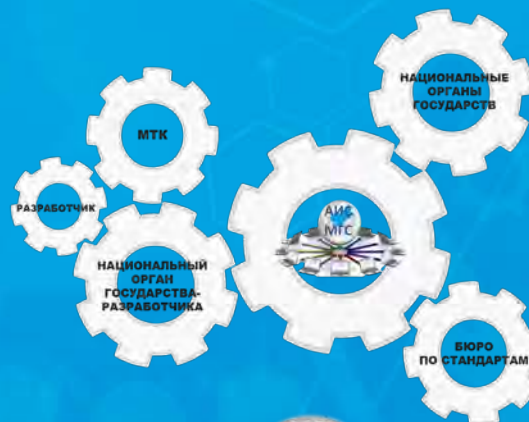 НАЦИОНАЛЬНЫЕ
ОРГАНЫ
ГОСУДАРСТВ
МТК
РАЗРАБОТЧИК
АИС
МГС
НАЦИОНАЛЬНЫЙ
ОРГАН
ГОСУДАРСТВА-
РАЗРАБОТЧИКА
БЮРО
ПО СТАНДАРТАМ